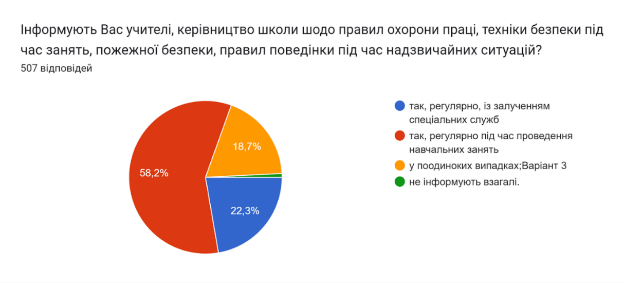 Інформують Вас учителі, керівництво школи щодо правил охорони праці, техніки безпеки під
час занять, пожежної безпеки, правил поведінки під час надзвичайних ситуацій?
507 відповідей
так, регулярно, із залученням
спеціальних служб
так, регулярно під час проведення
навчальних занять
у поодиноких випадках;Варіант 3
не інформують взагалі.
18,7%
58,2%
22,3%